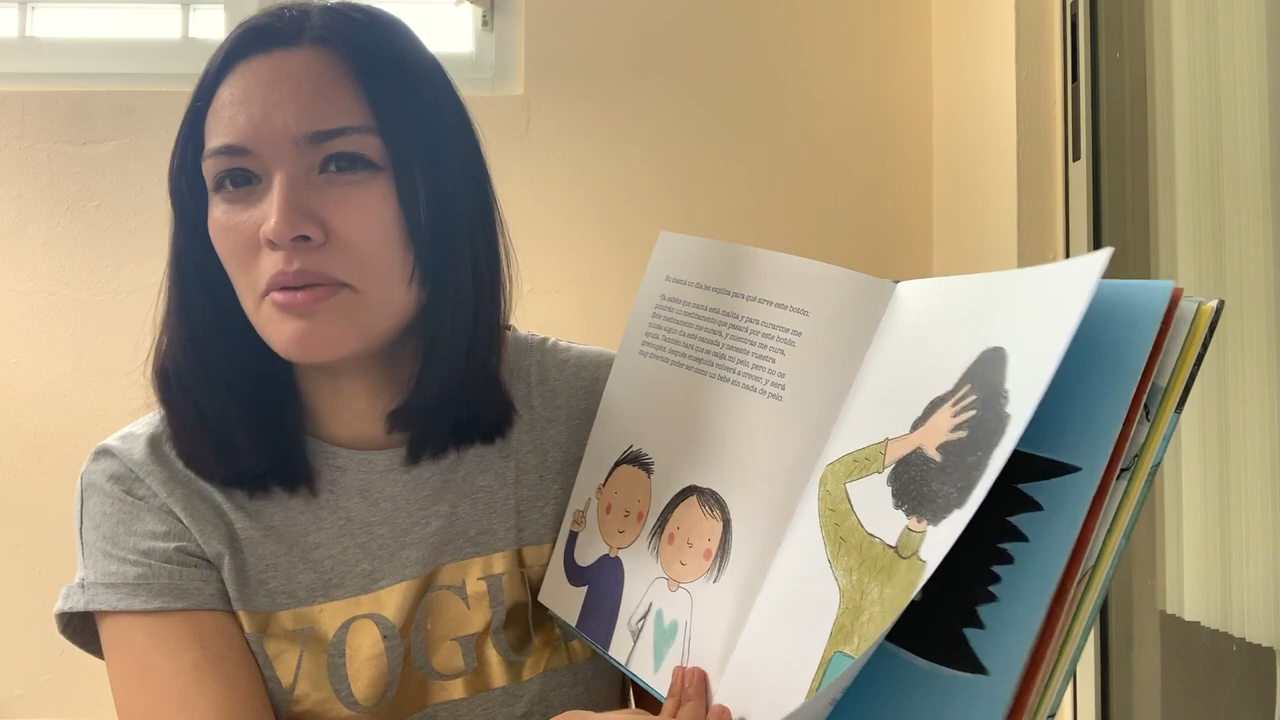 Su mamá un día les explica para qué sirve este botón:
-Ya sabéis que mamá está malita y para curarme me
pondrán un medicamento que pasará por este botón.
Este medicamento me curará, y mientras me cura,
quizás algún día esté cansada y necesite vuestra
ayuda. También hará que se caiga mi pelo, pero no os
preocupéis, después enseguida volverá a crecer; y será
muy divertido poder ser como un bebé sin nada de pelo.
VOGU